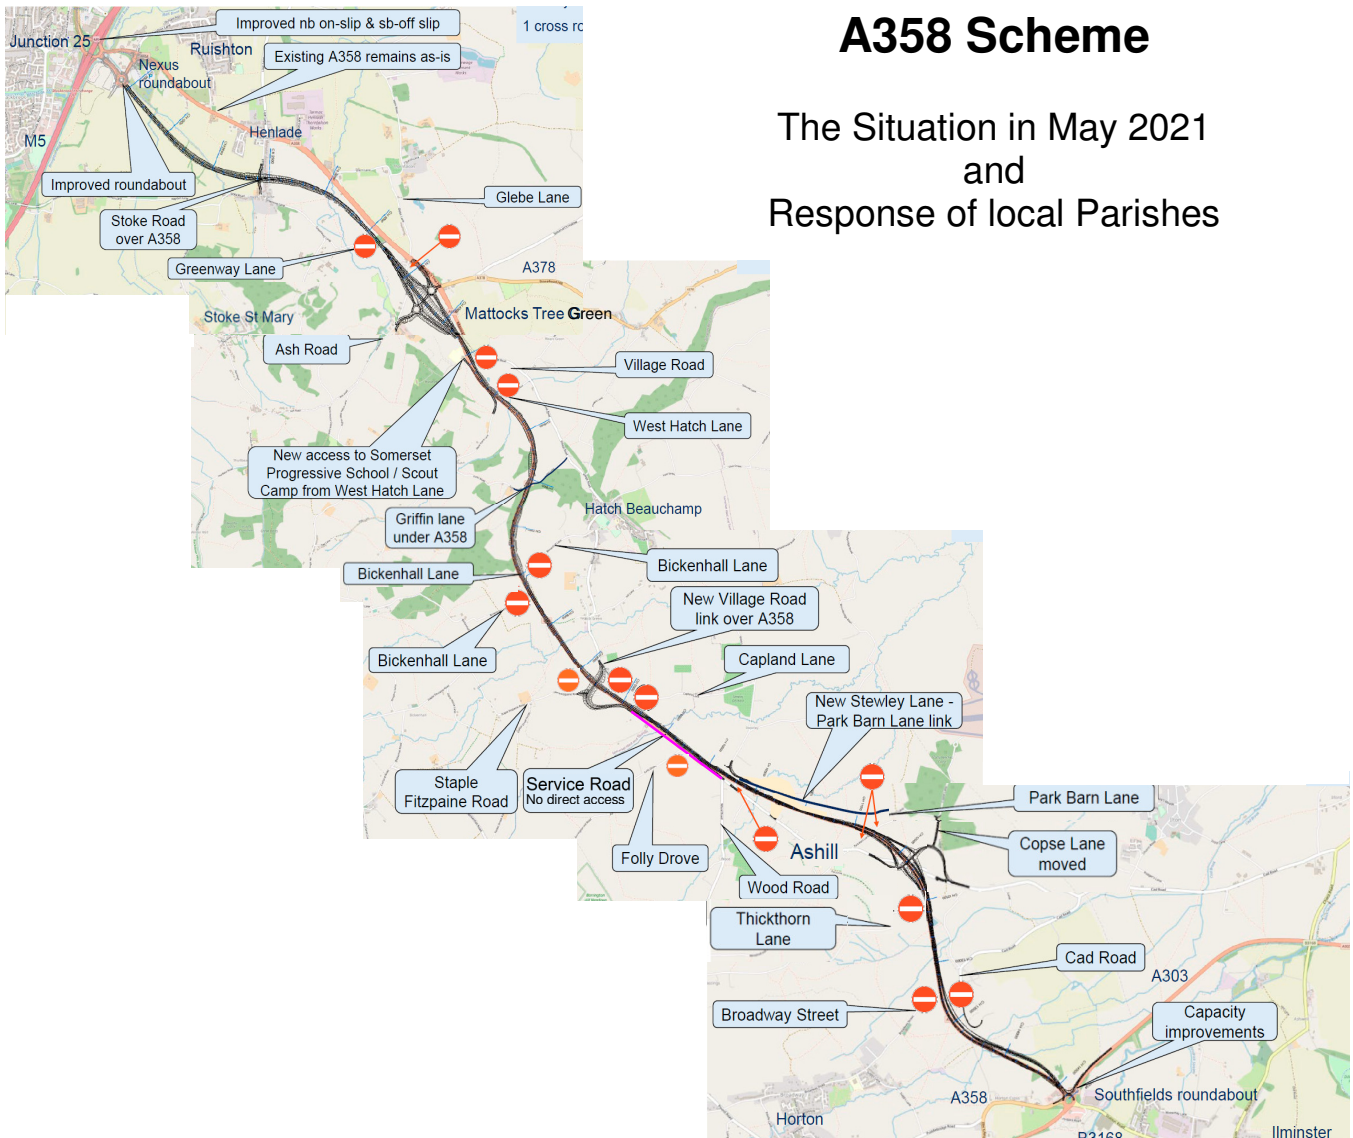 A358 Scheme
The Situation in May 2021
and
Response of local Parishes
Improved nb on-slip & sb-off slip
1 cross ro
Junction 25
Ruishton
Existing A358 remains as-is
Nexus
roundabout
M5
Henlade
Improved roundabout
Glebe Lane
Stoke Road
over A358
Greenway Lane
A378
Stoke St Mary
Mattocks Tree Green
Ash Road
Village Road
West Hatch Lane
New access to Somerset
Progressive School / Scout
Camp from West Hatch Lane
Griffin lane
under A358
Hatch Beauchamp
Bickenhall Lane
Bickenhall Lane
New Village Road
link over A358
Bickenhall Lane
Capland Lane
New Stewley Lane -
Park Barn Lane link
Staple
Fitzpaine Road
Service Road
No direct access
Park Barn Lane
Folly Drove
Ashill
Copse Lane
moved
Wood Road
Thickthorn
Lane
Cad Road
A303
Broadway Street
Capacity
improvements
A358
Southfields roundabout
Horton
Ilminster
B3168